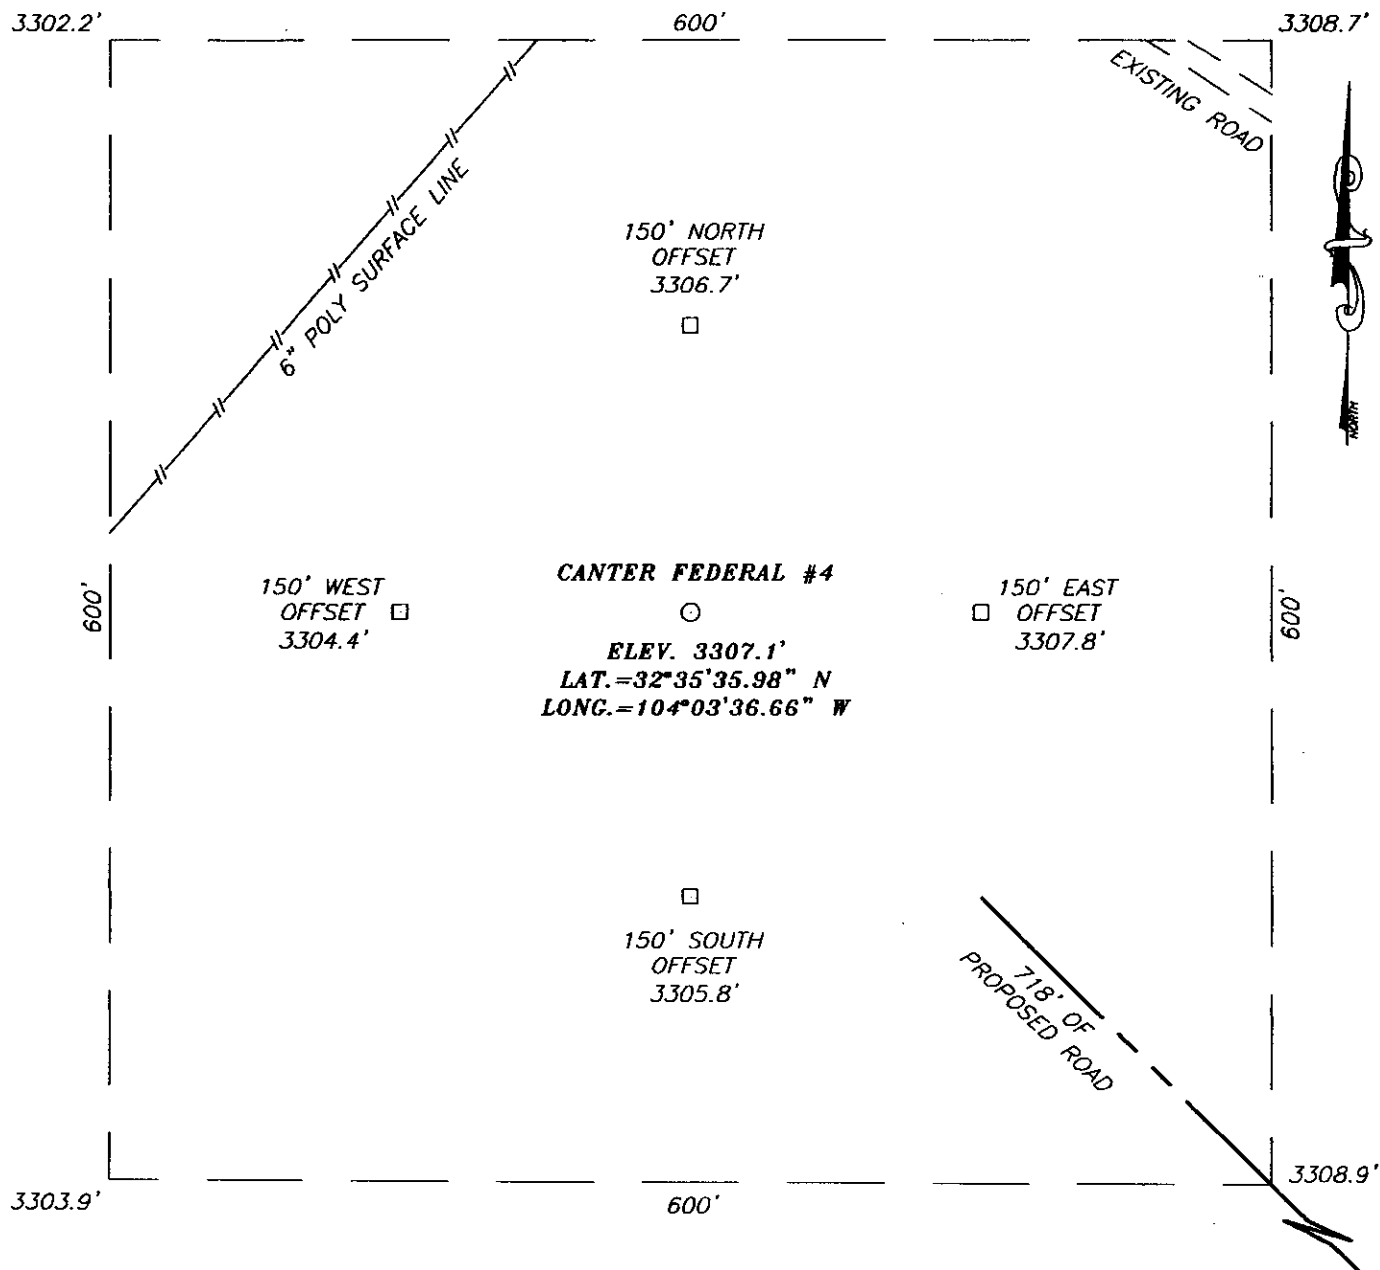 3302.2'
600'
3308.7'
EXISTING ROAD
6" POLY SURFACE LINE
150' NORTH
OFFSET
3306.7'
NORTH
600'
150' WEST
OFFSET
3304.4'
CANTER FEDERAL #4
ELEV. 3307.1'
LAT.=32°35'35.98" N
LONG.=104°03'36.66" W
150' EAST
OFFSET
3307.8'
600'
150' SOUTH
OFFSET
3305.8'
718' OF
PROPOSED ROAD
3303.9'
600'
3308.9'